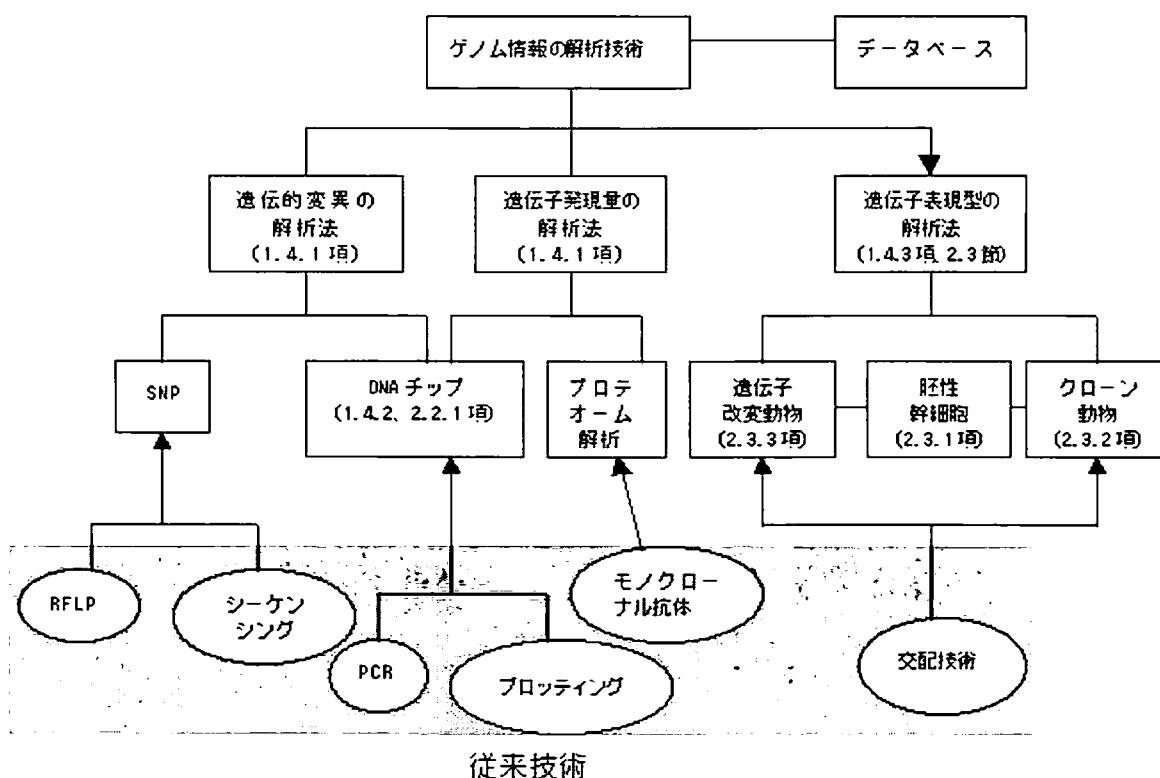 ゲノム情報の解析技術
データベース
遺伝的変異の
解析法
(1.4.1項)
遺伝子発現量の
解析法
(1.4.1項)
遺伝子表現型の
解析法
(1.4.3項、2.3節)
SNP
DNAチップ
(1.4.2、2.2.1項)
プロテ
オーム
解析
遺伝子
改変動物
(2.3.3項)
胚性
幹細胞
(2.3.1項)
クローン
動物
(2.3.2項)
RFLP
シーケン
シング
PCR
ブロッティング
モノクロー
ナル抗体
交配技術
従来技術